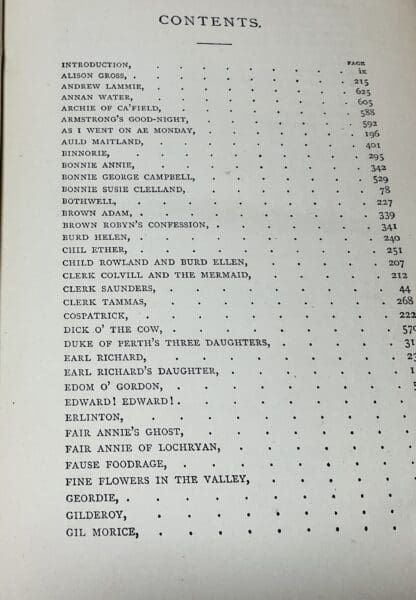 CONTENTS.
PAGE
INTRODUCTION, . . . . . . . ix
ALISON GROSS, . . . . . . . . 215
ANDREW LAMMIE, . . . . . . . 625
ANNAN WATER, . . . . . . . 605
ARCHIE OF CA'FIELD, . . . . . . . 588
ARMSTRONG'S GOOD-NIGHT, . . . . . . 592
AS I WENT ON AE MONDAY, . . . . . . 196
AULD MAITLAND, . . . . . . . 401
BINNORIE, . . . . . . . . 295
BONNIE ANNIE, . . . . . . . 342
BONNIE GEORGE CAMPBELL, . . . . . . 529
BONNIE SUSIE CLELLAND, . . . . . . 78
BOTHWELL, . . . . . . . . 227
BROWN ADAM, . . . . . . . . 339
BROWN ROBYN'S CONFESSION, . . . . . . 341
BURD HELEN, . . . . . . . . 240
CHIL ETHER, . . . . . . . . 251
CHILD ROWLAND AND BURD ELLEN, . . . . . 207
CLERK COLVILL AND THE MERMAID, . . . . . 212
CLERK SAUNDERS, . . . . . . . 44
CLERK TAMMAS, . . . . . . . 268
COSPATRICK, . . . . . . . . 222
DICK O' THE COW, . . . . . . . 570
DUKE OF PERTH'S THREE DAUGHTERS, . . . . . 31
EARL RICHARD, . . . . . . . 23
EARL RICHARD'S DAUGHTER, . . . . . . 1
EDOM O' GORDON, . . . . . . .
EDWARD! EDWARD! . . . . . . .
ERLINTON, . . . . . . .
FAIR ANNIE'S GHOST, . . . . . .
FAIR ANNIE OF LOCHRYAN, . . . . . .
FAUSE FOODRAGE, . . . . . . .
FINE FLOWERS IN THE VALLEY, . . . . .
GEORDIE, . . . . . . . .
GILDEROY, . . . . . . .
GIL MORICE, . . . . . . .